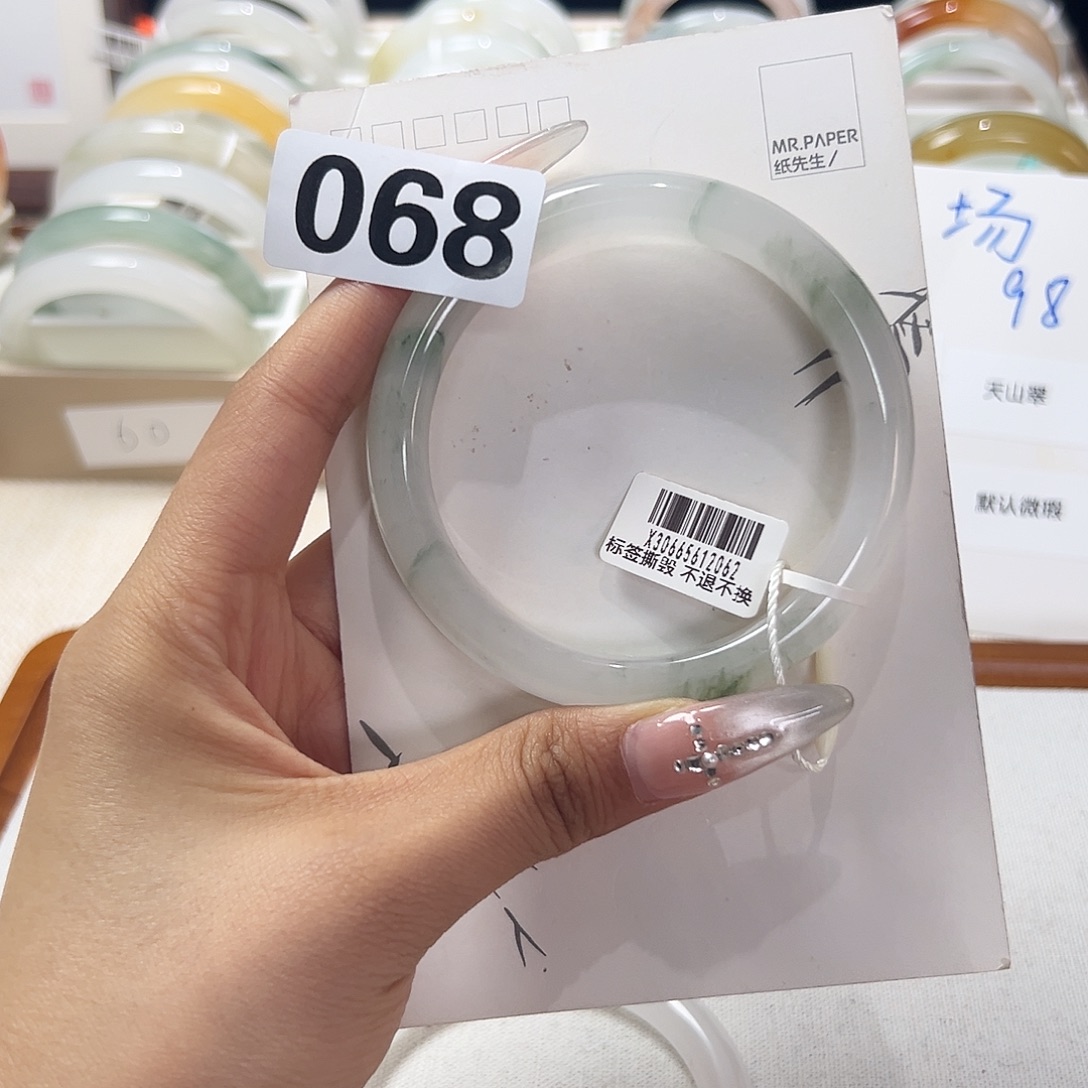 068
MR.PAPER
纸先生/
X30665612062
标签撕毁 不退不换
场
98
天山翠
默认微瑕
60